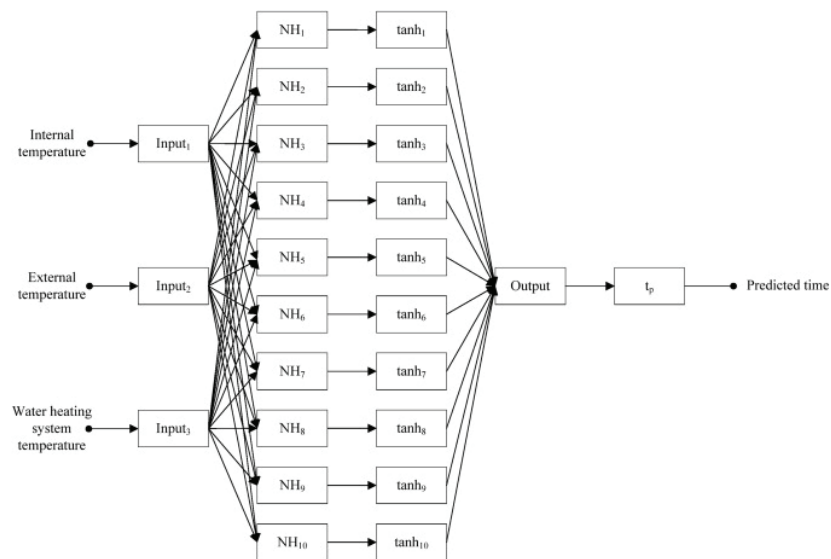 Internal
temperature
External
temperature
Water heating
system
temperature
Input₁
Input₂
Input₃
NH₁
NH₂
NH₃
NH₄
NH₅
NH₆
NH₇
NH₈
NH₉
NH₁₀
tanh₁
tanh₂
tanh₃
tanh₄
tanh₅
tanh₆
tanh₇
tanh₈
tanh₉
tanh₁₀
Output
tₚ
Predicted time